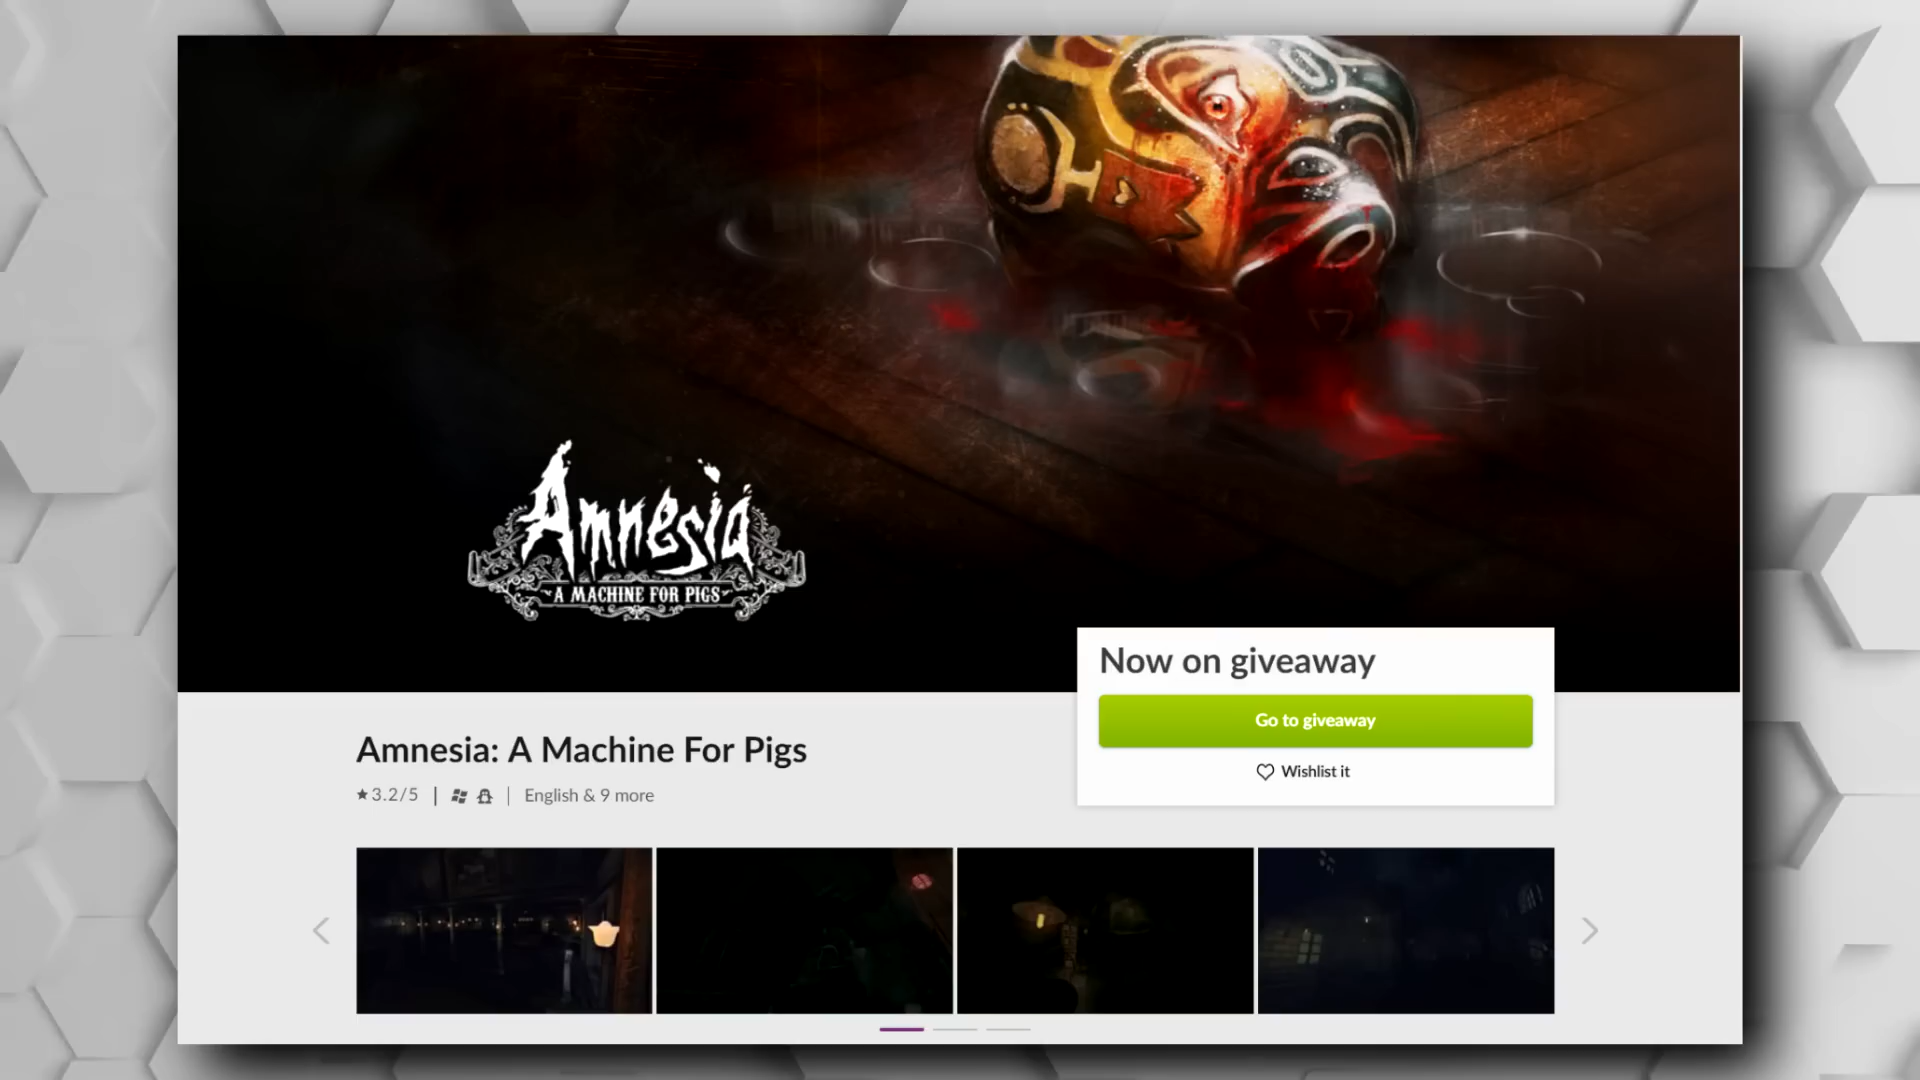 Amnesia
A MACHINE FOR PIGS
Now on giveaway
Go to giveaway
Wishlist it
Amnesia: A Machine For Pigs
3.2/5 | | English & 9 more